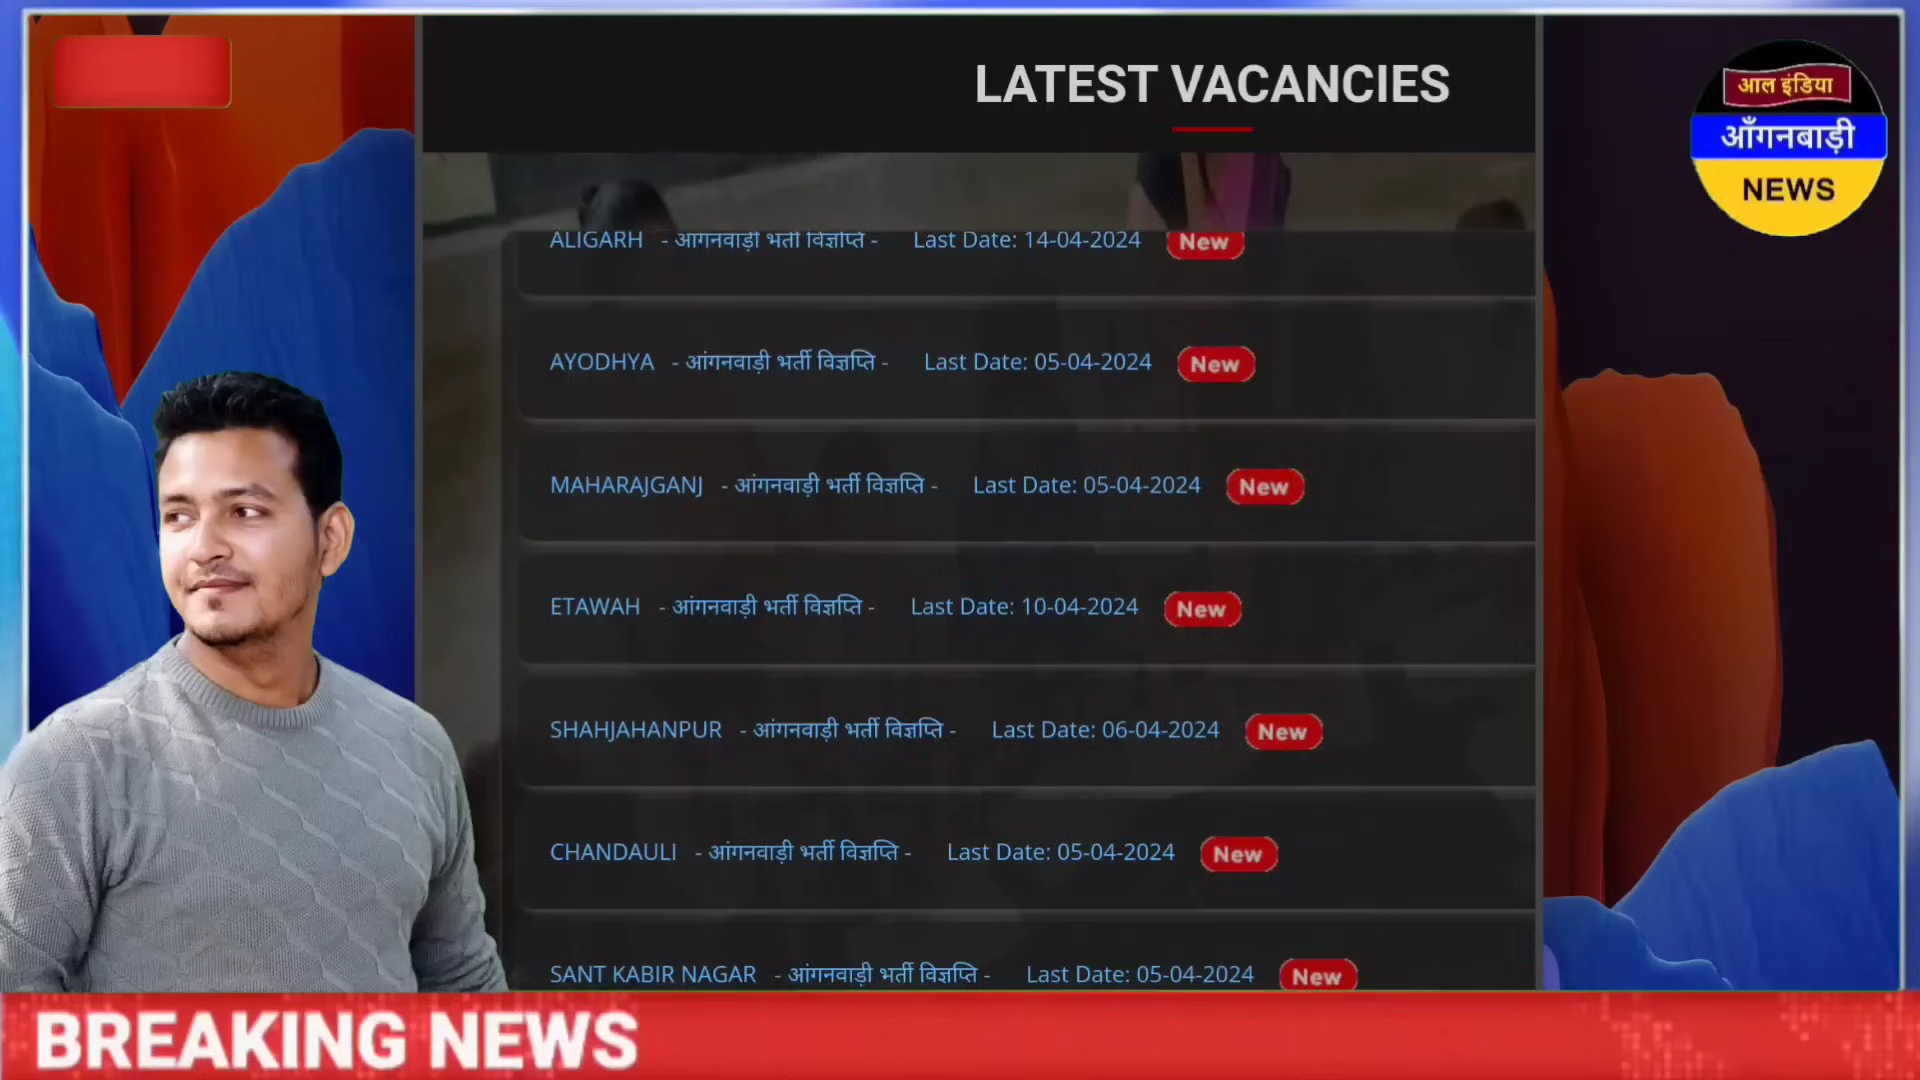 LATEST VACANCIES
आल इंडिया
आँगनबाड़ी
NEWS
ALIGARH - आंगनवाड़ी भर्ती विज्ञप्ति - Last Date: 14-04-2024 New
AYODHYA - आंगनवाड़ी भर्ती विज्ञप्ति - Last Date: 05-04-2024 New
MAHARAJGANJ - आंगनवाड़ी भर्ती विज्ञप्ति - Last Date: 05-04-2024 New
ETAWAH - आंगनवाड़ी भर्ती विज्ञप्ति - Last Date: 10-04-2024 New
SHAHJAHANPUR - आंगनवाड़ी भर्ती विज्ञप्ति - Last Date: 06-04-2024 New
CHANDAULI - आंगनवाड़ी भर्ती विज्ञप्ति - Last Date: 05-04-2024 New
SANT KABIR NAGAR - आंगनवाड़ी भर्ती विज्ञप्ति - Last Date: 05-04-2024 New
BREAKING NEWS